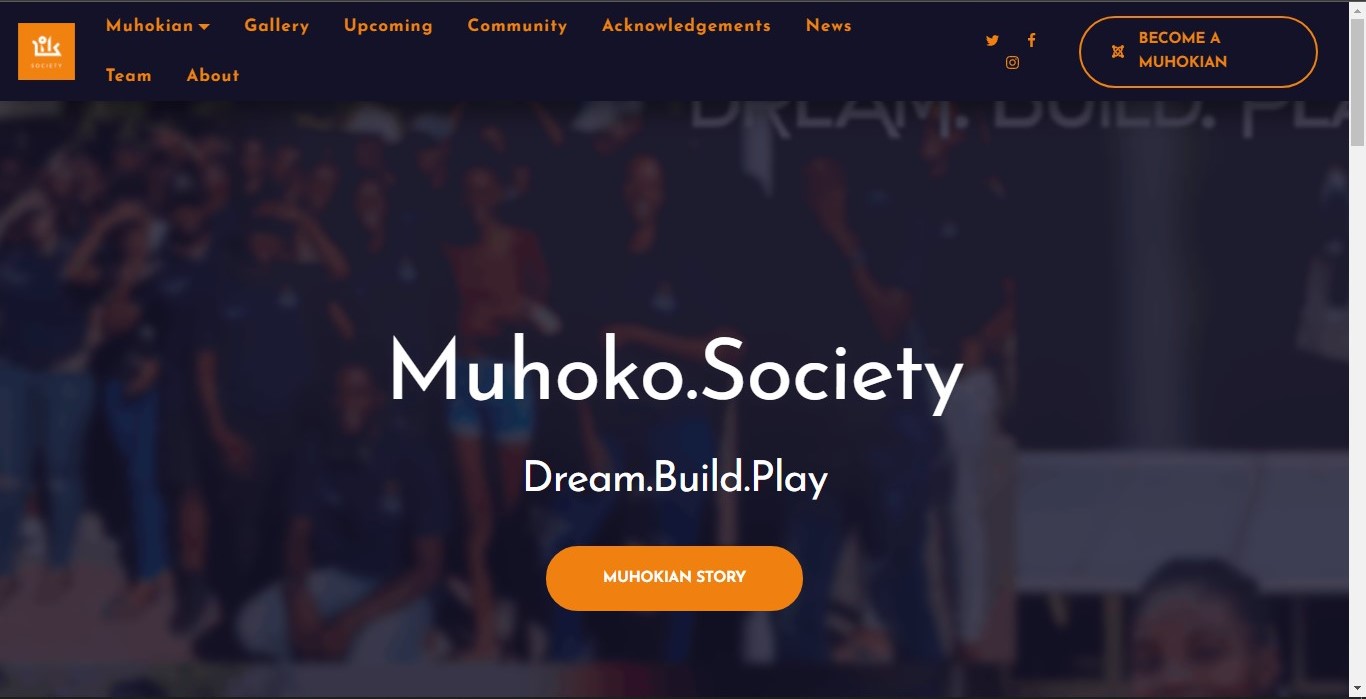 Muhokian Gallery Upcoming Community Acknowledgements News
Team About
SOCIETY
BECOME A
MUHOKIAN
DREAM. BUILD.
Muhoko.Society
Dream.Build.Play
MUHOKIAN STORY